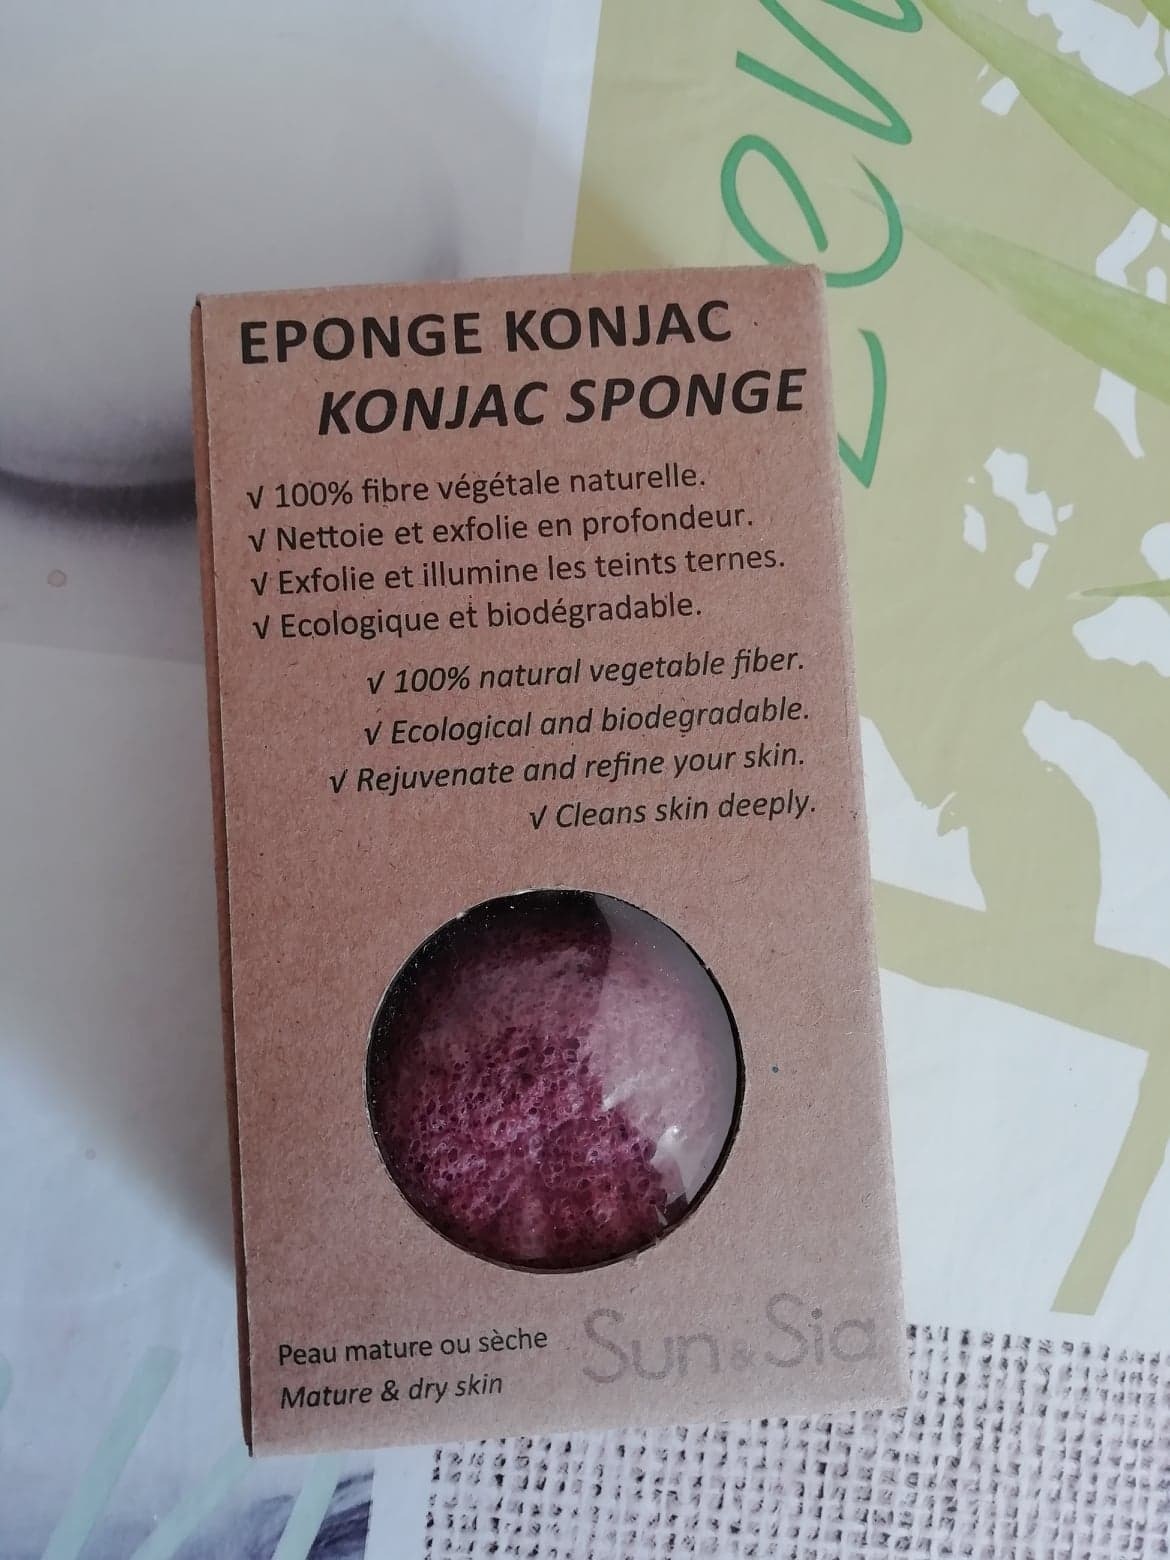 Zen
EPONGE KONJAC
KONJAC SPONGE
√ 100% fibre végétale naturelle.
√ Nettoie et exfolie en profondeur.
√ Exfolie et illumine les teints ternes.
√ Ecologique et biodégradable.
√ 100% natural vegetable fiber.
√ Ecological and biodegradable.
√ Rejuvenate and refine your skin.
√ Cleans skin deeply.
Peau mature ou sèche
Mature & dry skin
Sun&Sia